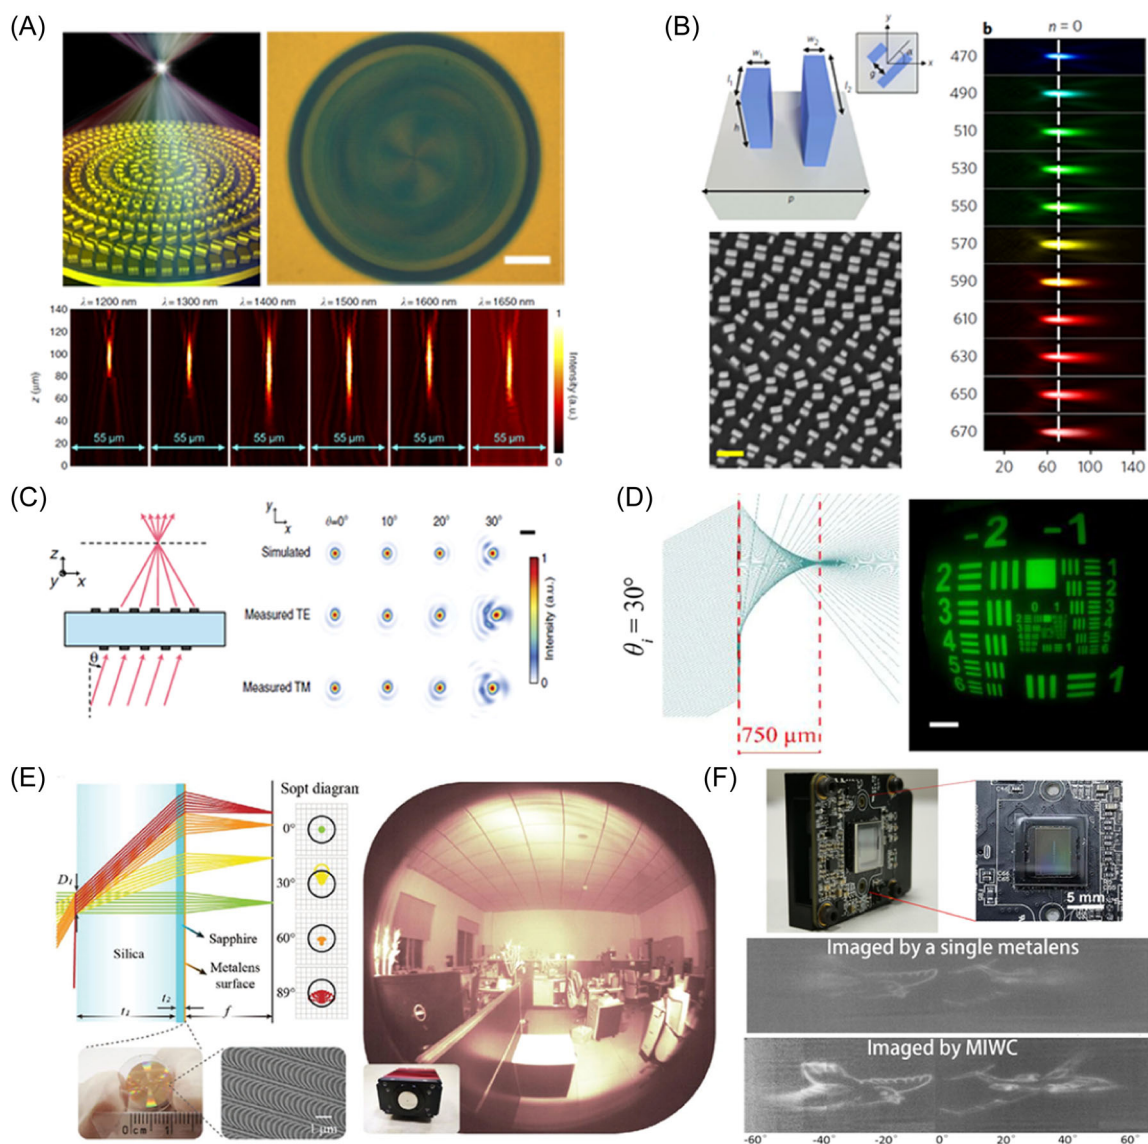 (A)
λ=1200 nm λ=1300 nm λ=1400 nm λ=1500 nm λ=1600 nm λ=1650 nm
140
120
100
80
60
40
20
0
z (µm)
55 µm 55 µm 55 µm 55 µm 55 µm 55 µm
1
Intensity (a.u.)
0
(B)
w₁
w₂
l₁
l₂
h
p
y
x
α
g
b n = 0
470
490
510
530
550
570
590
610
630
650
670
20 60 100 140
(C)
z
y x
θ
y
x
θ=0° 10° 20° 30°
Simulated
Measured TE
Measured TM
1
Intensity (a.u.)
0
(D)
θᵢ = 30°
750 µm
-2 -1
2
3
4
5
6
1
2
3
4
5
6
0 1
1
1
(E)
Sopt diagran
0°
30°
60°
89°
D₁
Sapphire
Silica
Metalens
surface
t₂
t₁ f
0 cm 1
1 µm
(F)
5 mm
Imaged by a single metalens
Imaged by MIWC
-60° -40° -20° 0° 20° 40° 60°